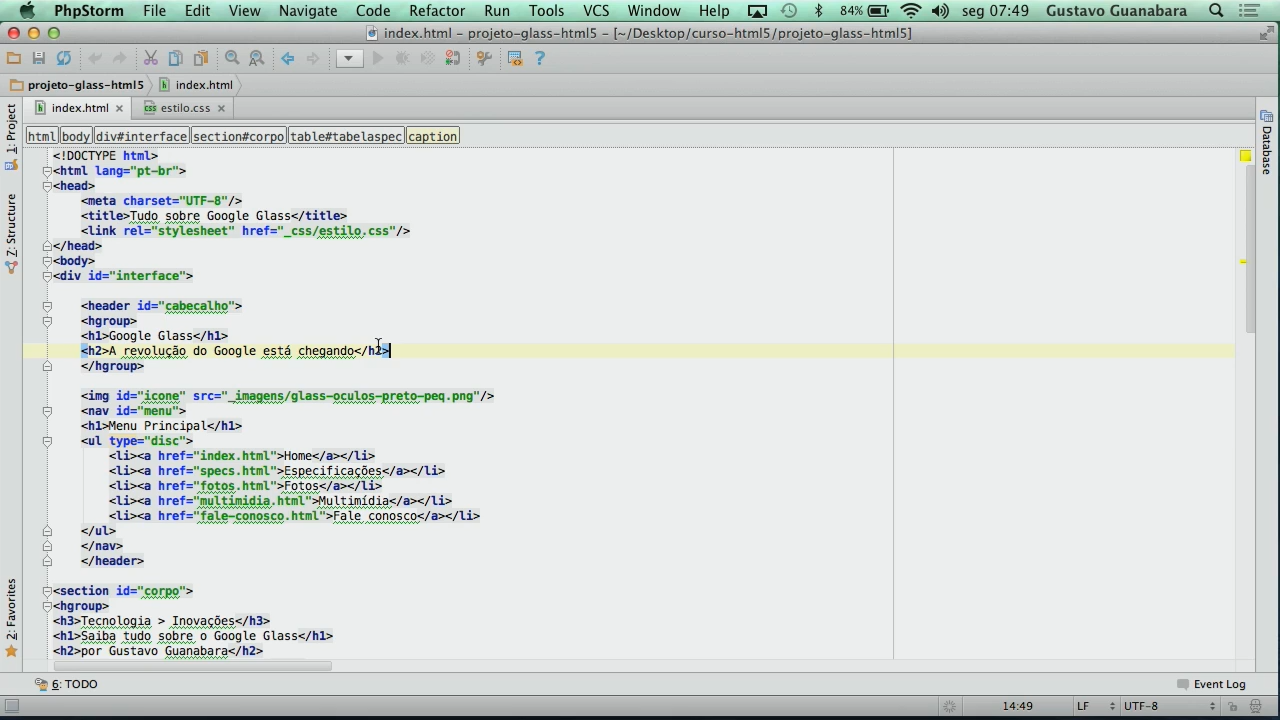 PhpStorm File Edit View Navigate Code Refactor Run Tools VCS Window Help 84% seg 07:49 Gustavo Guanabara
index.html - projeto-glass-html5 - [~/Desktop/curso-html5/projeto-glass-html5]
projeto-glass-html5 index.html
index.html estilo.css
html body div#interface section#corpo table#tabelaspec caption
1: Project
Z: Structure
2: Favorites
Database
<!DOCTYPE html>
<html lang="pt-br">
<head>
<meta charset="UTF-8"/>
<title>Tudo sobre Google Glass</title>
<link rel="stylesheet" href="_css/estilo.css"/>
</head>
<body>
<div id="interface">
<header id="cabecalho">
<hgroup>
<h1>Google Glass</h1>
<h2>A revolução do Google está chegando</h2>
</hgroup>
<img id="icone" src="_imagens/glass-oculos-preto-peq.png"/>
<nav id="menu">
<h1>Menu Principal</h1>
<ul type="disc">
<li><a href="index.html">Home</a></li>
<li><a href="specs.html">Especificações</a></li>
<li><a href="fotos.html">Fotos</a></li>
<li><a href="multimidia.html">Multimídia</a></li>
<li><a href="fale-conosco.html">Fale conosco</a></li>
</ul>
</nav>
</header>
<section id="corpo">
<hgroup>
<h3>Tecnologia > Inovações</h3>
<h1>Saiba tudo sobre o Google Glass</h1>
<h2>por Gustavo Guanabara</h2>
6: TODO Event Log
14:49 LF UTF-8